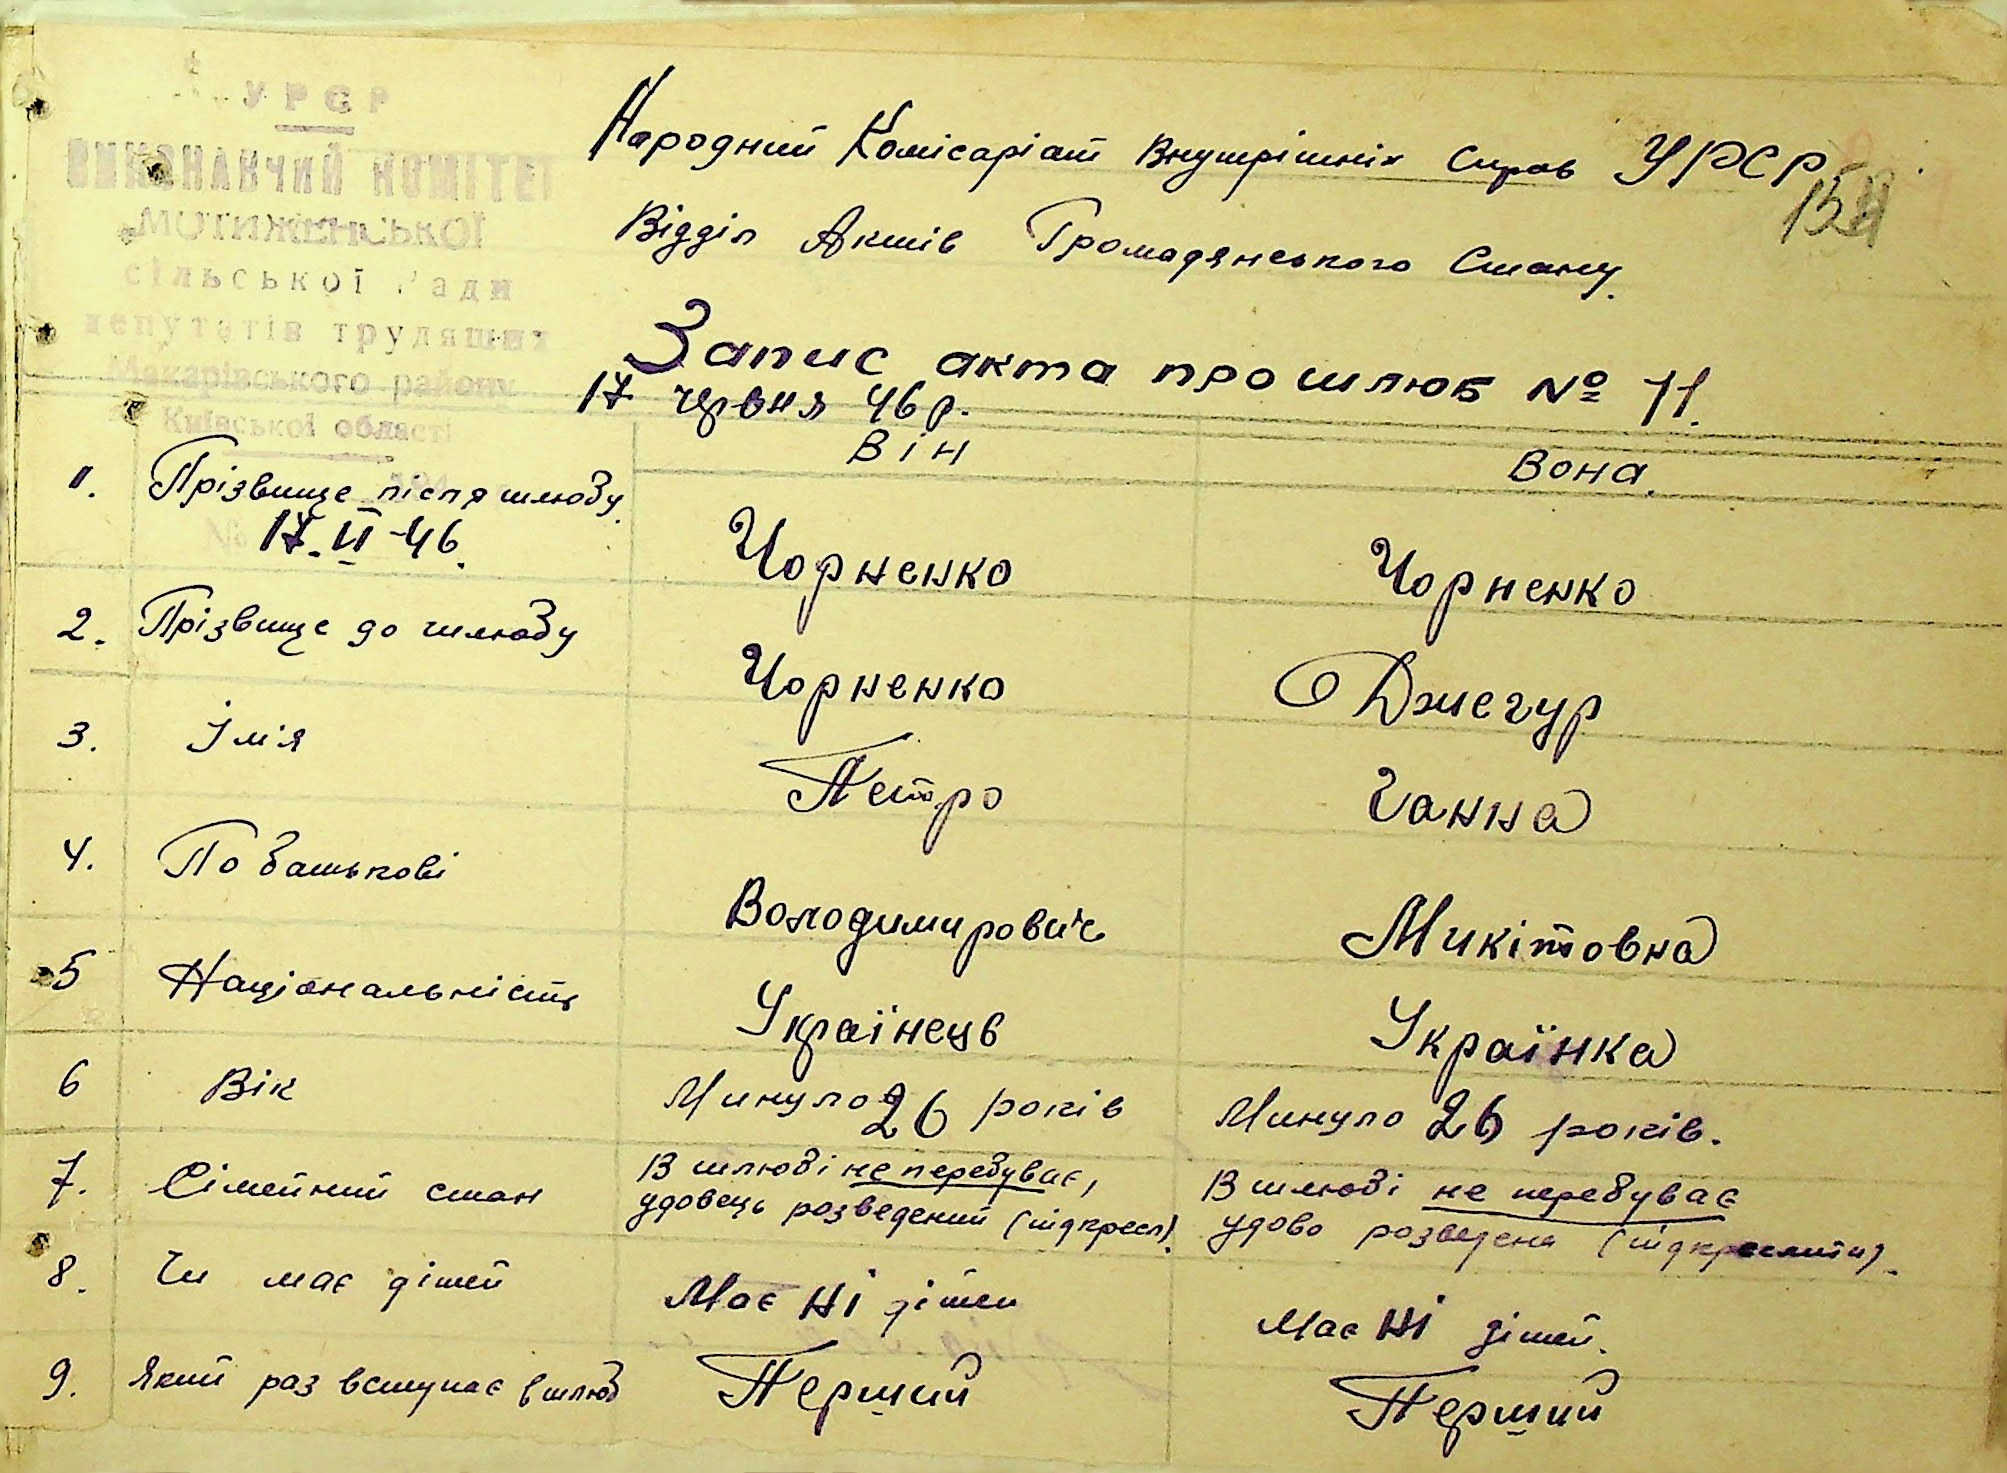 УРСР
ВИКОНАНЧИЙ КОМІТЕТ
МОТИЖЕНСЬКОЇ
сільської Ради
депутатів трудящих
Макарівського району
Київської області
№
Народний Комісаріат Внутрішніх Справ УРСР
Відділ Актів Громадянського Стану.
Запис акта про шлюб № 11.
17 червня 46 р.
Він Вона.
1. Прізвище після шлюбу. Чорненко Чорненко
17. VI-46.
2. Прізвище до шлюбу Чорненко Джегур
3. Імія Петро Ганна
4. По батькові Володимирович Микітовна
5 Національність Українець Українка
6 Вік Минуло 26 років Минуло 26 років.
7. Сімейний стан В шлюбі не перебуває, В шлюбі не перебуває
удовець розведений (підкресл). удова розведена (підкреслити).
8. Чи має дітей Має ні дітей Має ні дітей.
9. Який раз вступає в шлюб Перший Перший